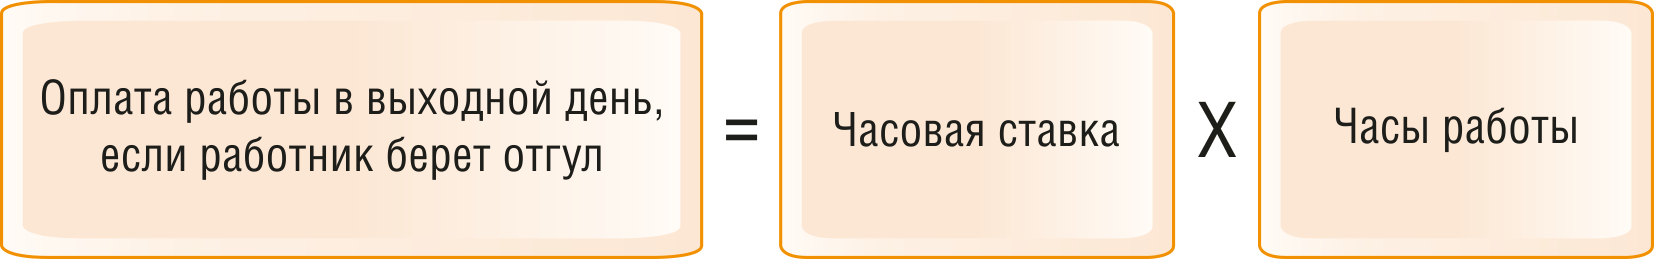 Оплата работы в выходной день,
если работник берет отгул
=
Часовая ставка
X
Часы работы